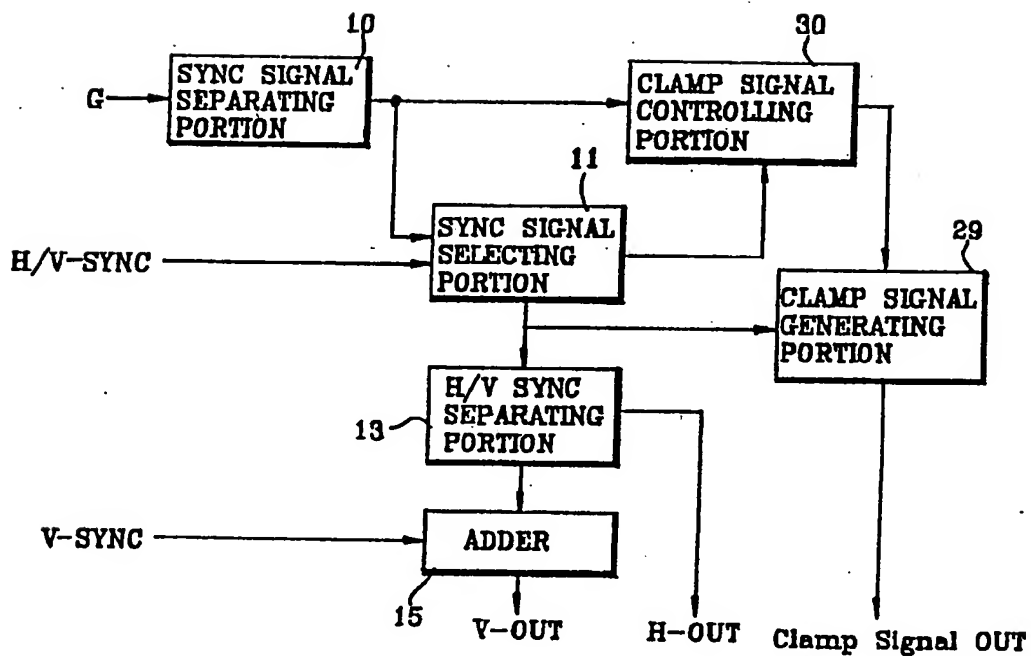 10
SYNC SIGNAL
SEPARATING
PORTION
G
30
CLAMP SIGNAL
CONTROLLING
PORTION
11
SYNC SIGNAL
SELECTING
PORTION
H/V-SYNC
29
CLAMP SIGNAL
GENERATING
PORTION
H/V SYNC
SEPARATING
PORTION
13
V-SYNC
ADDER
15
V-OUT
H-OUT
Clamp Signal OUT